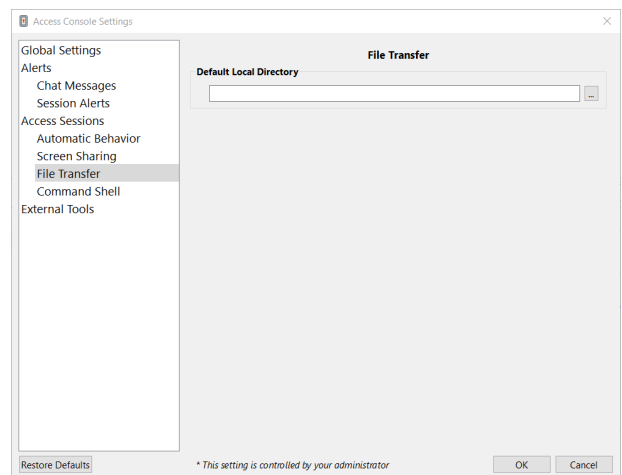 Access Console Settings
Global Settings
Alerts
Chat Messages
Session Alerts
Access Sessions
Automatic Behavior
Screen Sharing
File Transfer
Command Shell
External Tools
File Transfer
Default Local Directory
...
Restore Defaults
* This setting is controlled by your administrator
OK
Cancel